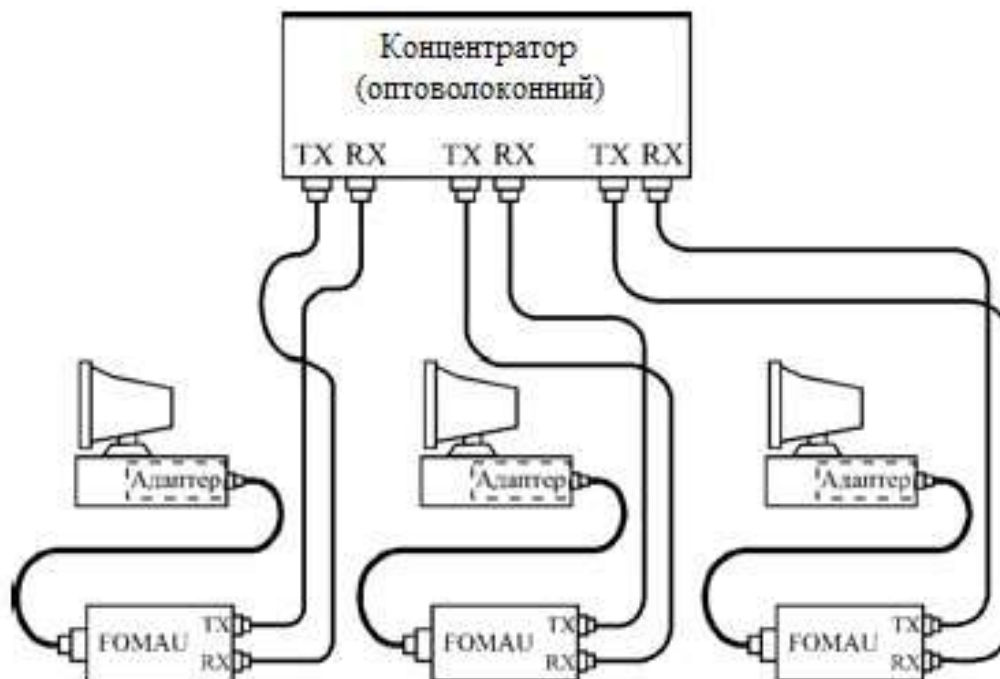 Концентратор
(оптоволоконний)
TX RX TX RX TX RX
Адаптер Адаптер Адаптер
TX TX TX
FOMAU FOMAU FOMAU
RX RX RX